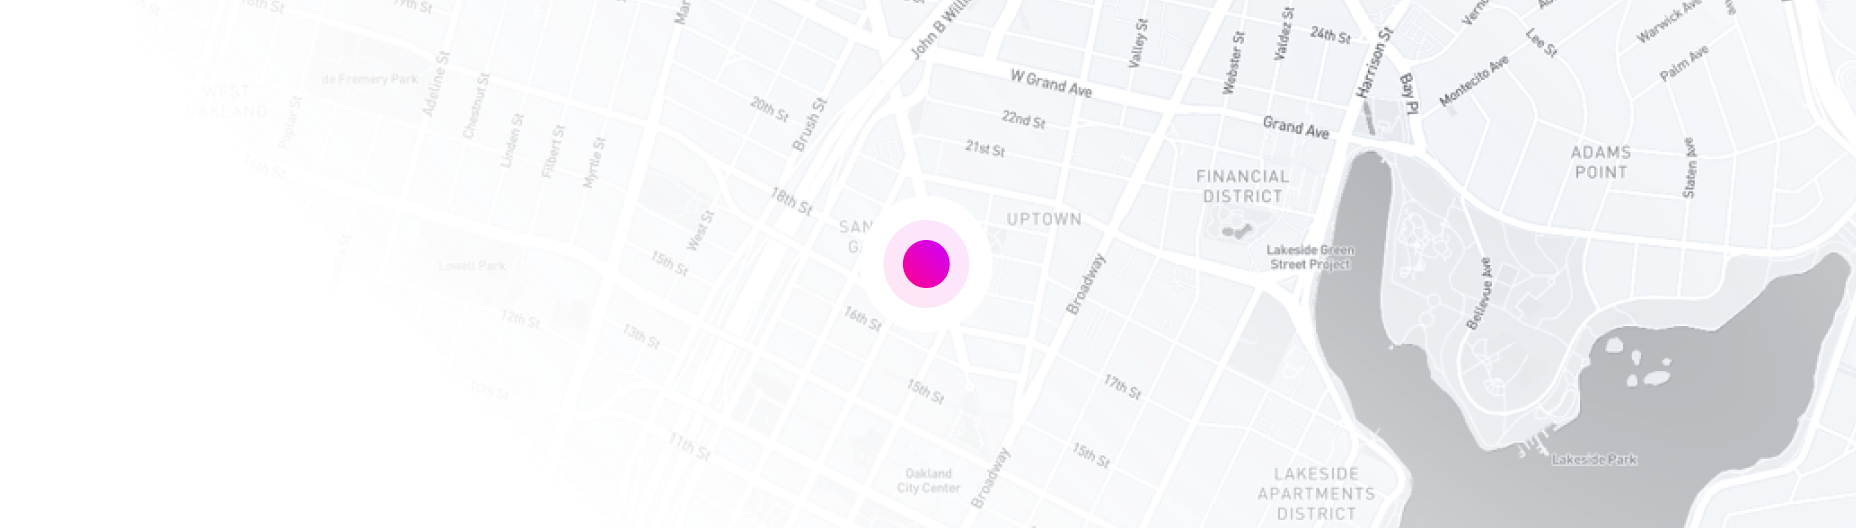 18th St
19th St
Mar
John B Willi
Valley St
Webster St
Valdez St
24th St
Harrison St
Vernon
Lee St
Warwick Ave
Palm Ave
Montecito Ave
Bay Pl
W Grand Ave
Grand Ave
de Fremery Park
WEST
OAKLAND
Adeline St
Chestnut St
Poplar St
Linden St
Filbert St
Myrtle St
20th St
Brush St
22nd St
21st St
ADAMS
POINT
Staten Ave
FINANCIAL
DISTRICT
14th St
18th St
West St
SAN
G
UPTOWN
Lakeside Green
Street Project
Lowell Park
15th St
Broadway
Bellevue Ave
12th St
13th St
16th St
10th St
15th St
17th St
11th St
15th St
Oakland
City Center
Broadway
Lakeside Park
LAKESIDE
APARTMENTS
DISTRICT